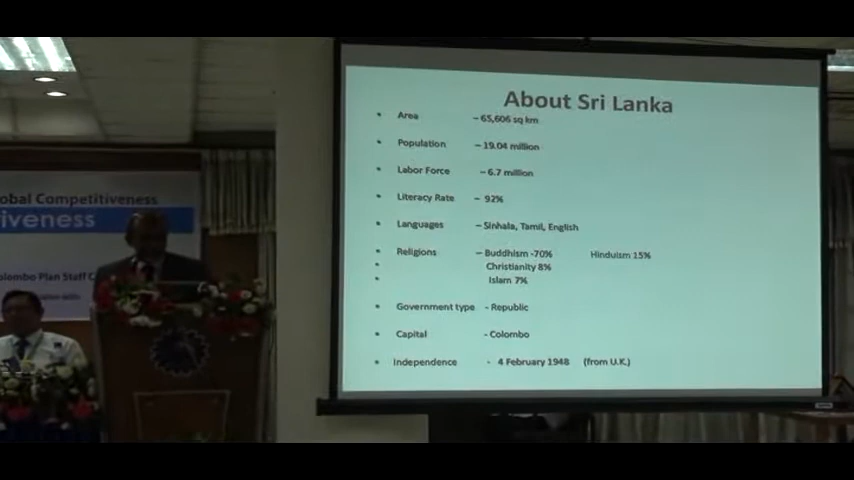 About Sri Lanka
• Area – 65,606 sq km
• Population – 19.04 million
• Labor Force – 6.7 million
• Literacy Rate - 92%
• Languages – Sinhala, Tamil, English
• Religions – Buddhism -70% Hinduism 15%
• Christianity 8%
• Islam 7%
• Government type - Republic
• Capital - Colombo
• Independence - 4 February 1948 (from U.K.)
obal Competitiveness
iveness
olombo Plan Staff C